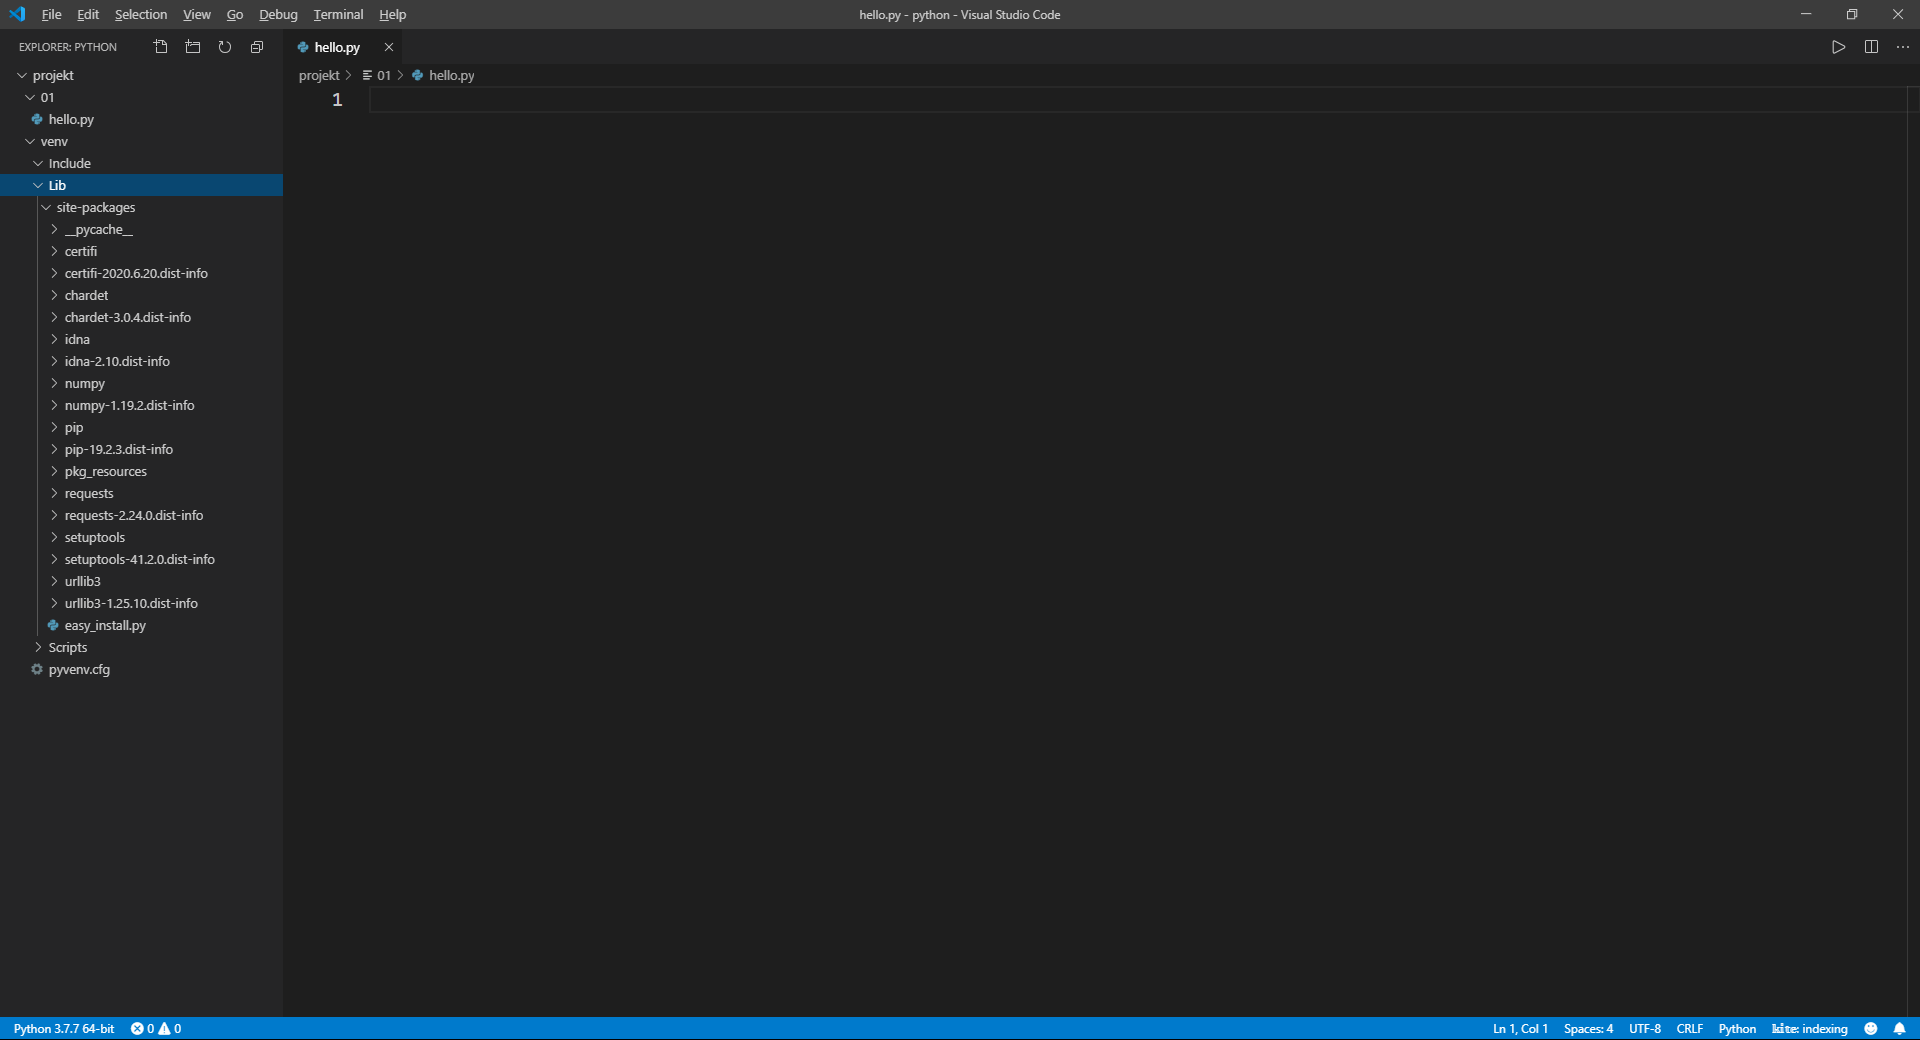 File Edit Selection View Go Debug Terminal Help
hello.py - python - Visual Studio Code
EXPLORER: PYTHON
hello.py
projekt
01
hello.py
venv
Include
Lib
site-packages
__pycache__
certifi
certifi-2020.6.20.dist-info
chardet
chardet-3.0.4.dist-info
idna
idna-2.10.dist-info
numpy
numpy-1.19.2.dist-info
pip
pip-19.2.3.dist-info
pkg_resources
requests
requests-2.24.0.dist-info
setuptools
setuptools-41.2.0.dist-info
urllib3
urllib3-1.25.10.dist-info
easy_install.py
Scripts
pyvenv.cfg
projekt > 01 > hello.py
1
Python 3.7.7 64-bit 0 0
Ln 1, Col 1 Spaces: 4 UTF-8 CRLF Python kite: indexing